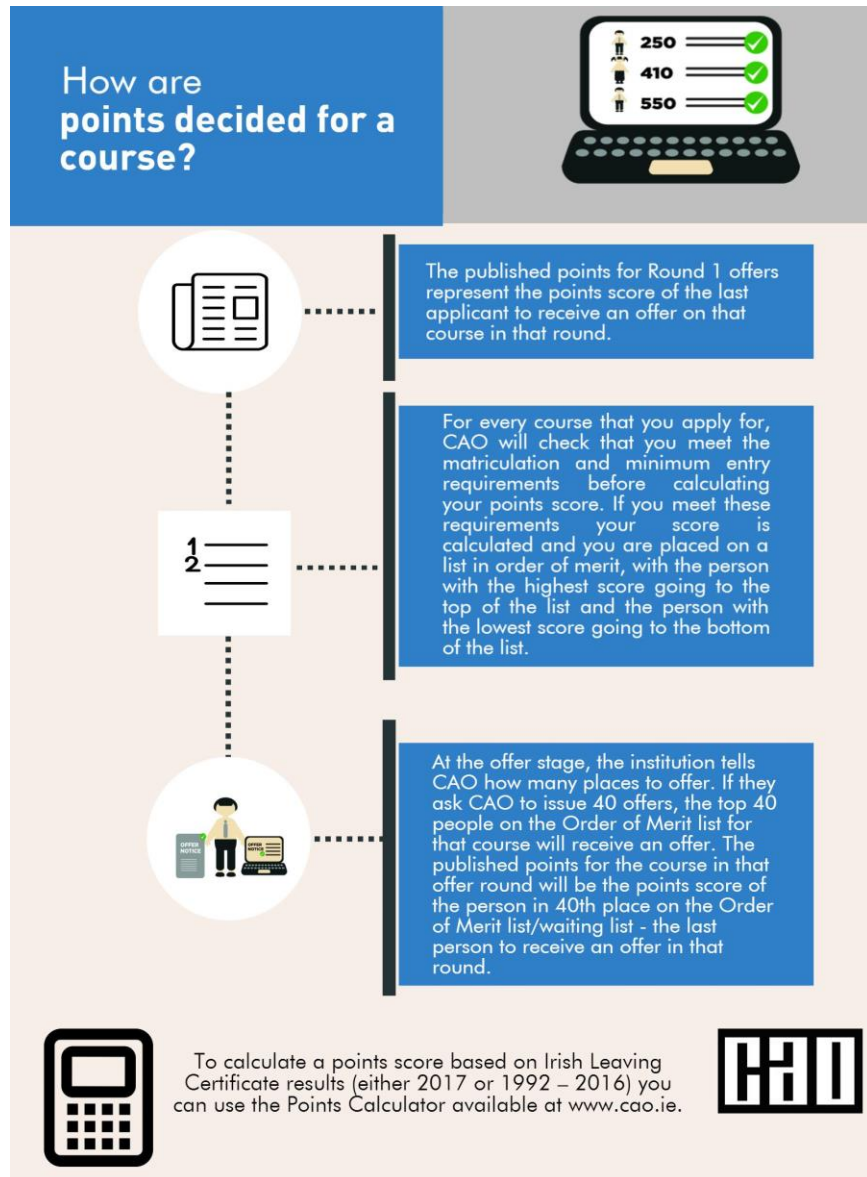 How are
points decided for a
course?
250
410
550
The published points for Round 1 offers
represent the points score of the last
applicant to receive an offer on that
course in that round.
For every course that you apply for,
CAO will check that you meet the
matriculation and minimum entry
requirements before calculating
your points score. If you meet these
requirements your score is
calculated and you are placed on a
list in order of merit, with the person
with the highest score going to the
top of the list and the person with
the lowest score going to the bottom
of the list.
1
2
At the offer stage, the institution tells
CAO how many places to offer. If they
ask CAO to issue 40 offers, the top 40
people on the Order of Merit list for
that course will receive an offer. The
published points for the course in that
offer round will be the points score of
the person in 40th place on the Order
of Merit list/waiting list - the last
person to receive an offer in that
round.
OFFER
NOTICE
OFFER
NOTICE
To calculate a points score based on Irish Leaving
Certificate results (either 2017 or 1992 – 2016) you
can use the Points Calculator available at www.cao.ie.
CAO